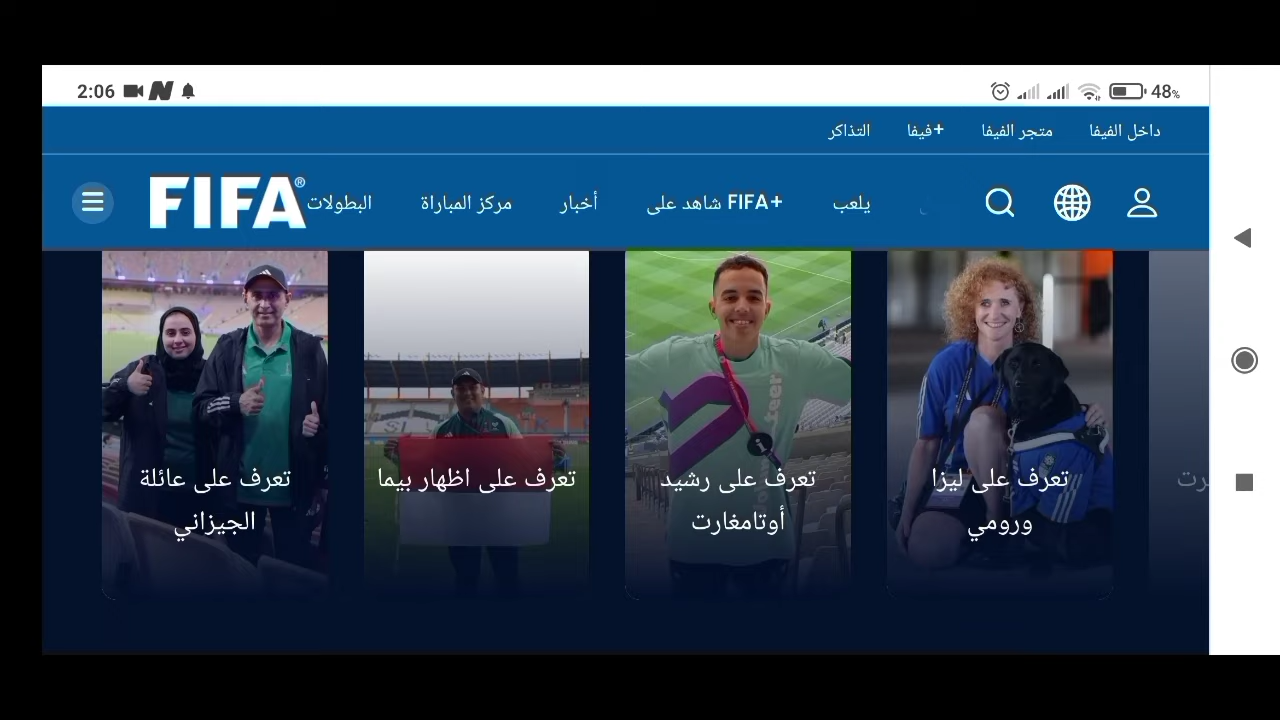 2:06
48%
داخل الفيفا
متجر الفيفا
+فيفا
التذاكر
FIFA®
البطولات
مركز المباراة
أخبار
FIFA+ شاهد على
يلعب
تعرف على عائلة
الجيزاني
تعرف على اظهار بيما
تعرف على رشيد
أوتامغارت
تعرف على ليزا
ورومي